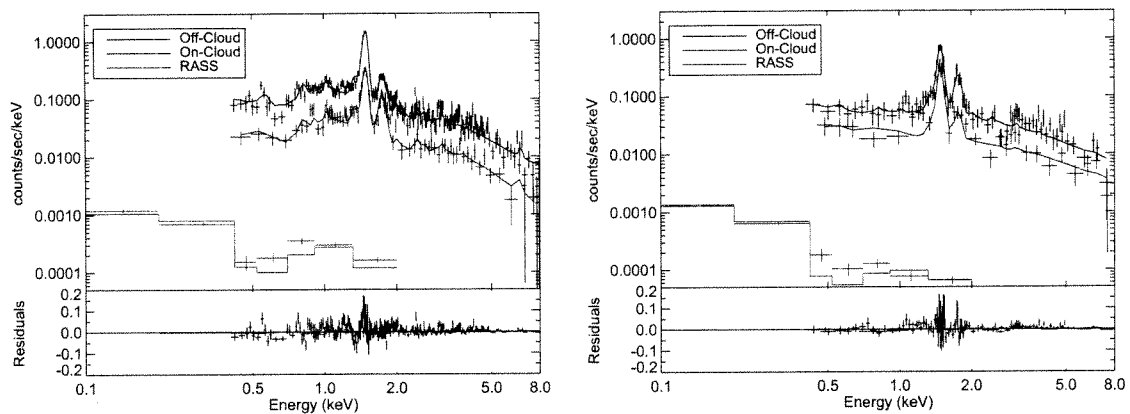 Off-Cloud
On-Cloud
RASS
1.0000
0.1000
0.0100
0.0010
0.0001
counts/sec/keV
0.2
0.1
0.0
-0.1
-0.2
Residuals
0.1 0.5 1.0 2.0 5.0 8.0
Energy (keV)
Off-Cloud
On-Cloud
RASS
1.0000
0.1000
0.0100
0.0010
0.0001
counts/sec/keV
0.2
0.1
0.0
-0.1
-0.2
Residuals
0.1 0.5 1.0 2.0 5.0 8.0
Energy (keV)